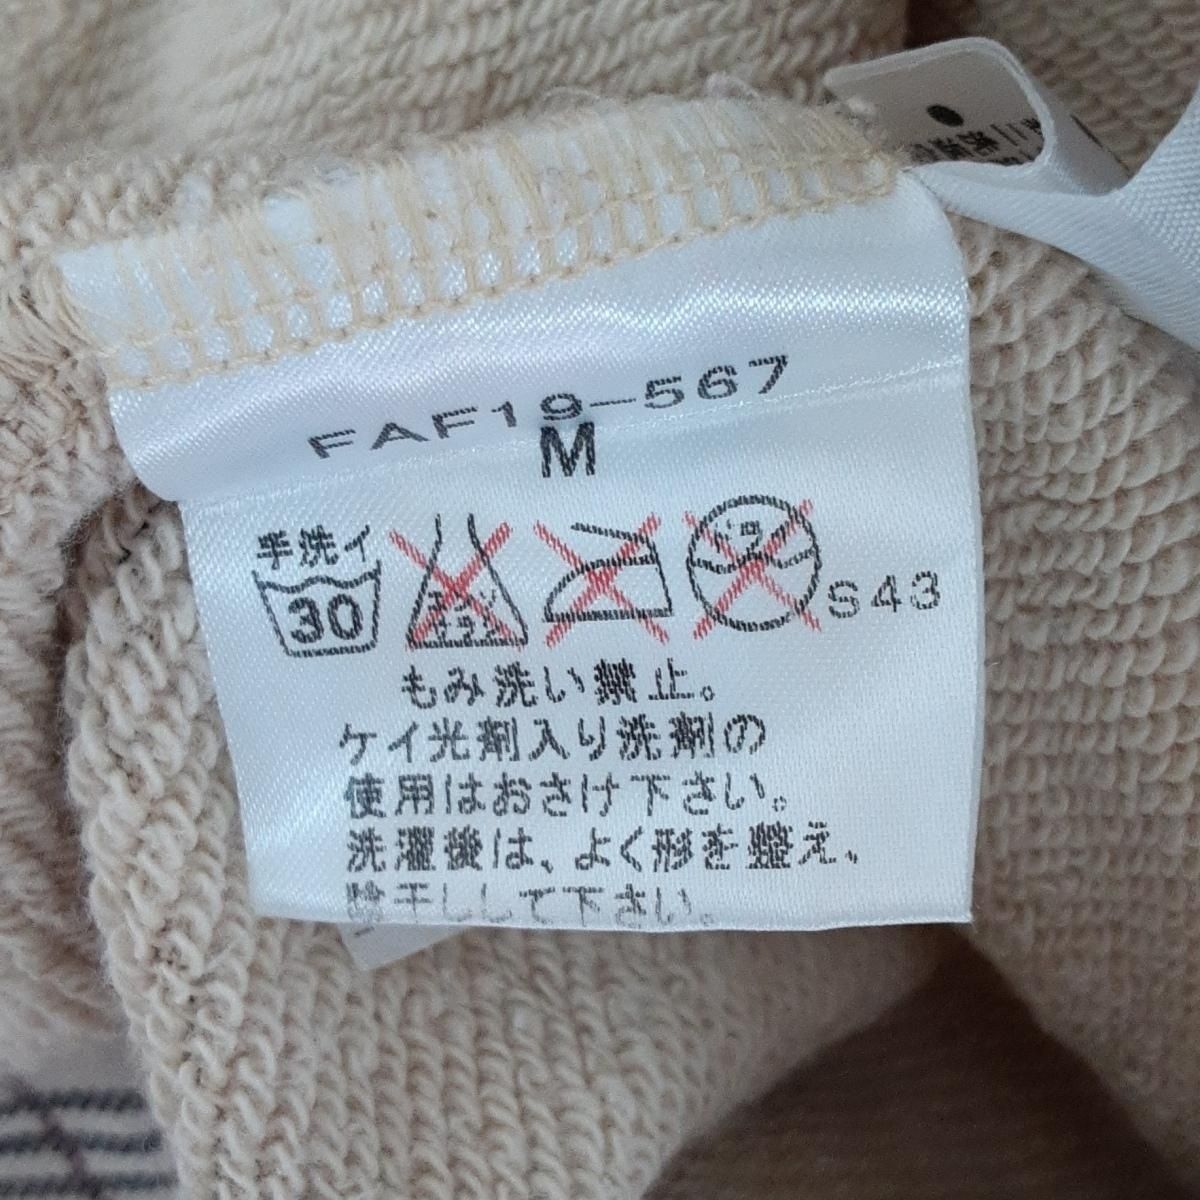 FAF19-567
M
手洗イ
30
S43
もみ洗い禁止。
ケイ光剤入り洗剤の
使用はおさけ下さい。
洗濯後は、よく形を整え、
陰干しして下さい。